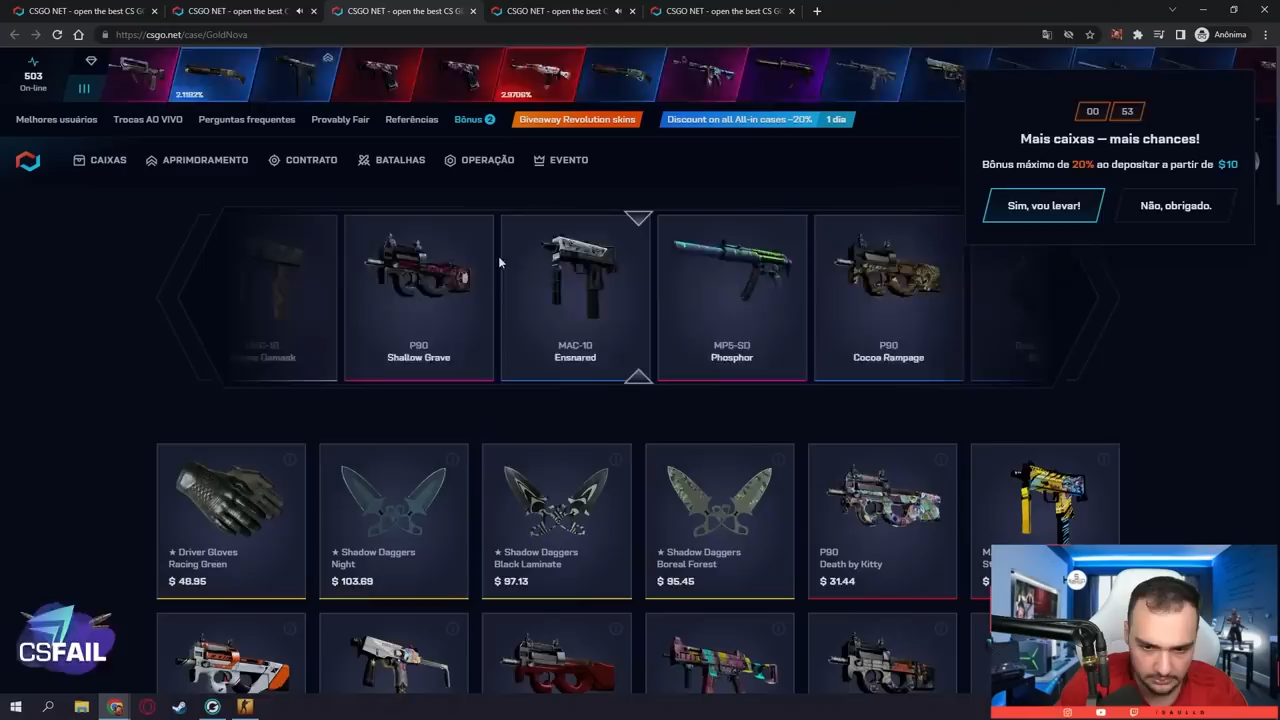 CSGO NET - open the best CS G
CSGO NET - open the best C
CSGO NET - open the best CS G
CSGO NET - open the best C
CSGO NET - open the best CS G
https://csgo.net/case/GoldNova
Anônima
503
On-line
2.1192%
2.9706%
Melhores usuários
Trocas AO VIVO
Perguntas frequentes
Provably Fair
Referências
Bônus 2
Giveaway Revolution skins
Discount on all All-in cases –20%
1 dia
CAIXAS
APRIMORAMENTO
CONTRATO
BATALHAS
OPERAÇÃO
EVENTO
00 53
Mais caixas — mais chances!
Bônus máximo de 20% ao depositar a partir de $10
Sim, vou levar!
Não, obrigado.
Damask
P90
Shallow Grave
MAC-10
Ensnared
MP5-SD
Phosphor
P90
Cocoa Rampage
★ Driver Gloves
Racing Green
$ 48.95
★ Shadow Daggers
Night
$ 103.69
★ Shadow Daggers
Black Laminate
$ 97.13
★ Shadow Daggers
Boreal Forest
$ 95.45
P90
Death by Kitty
$ 31.44
CSFAIL